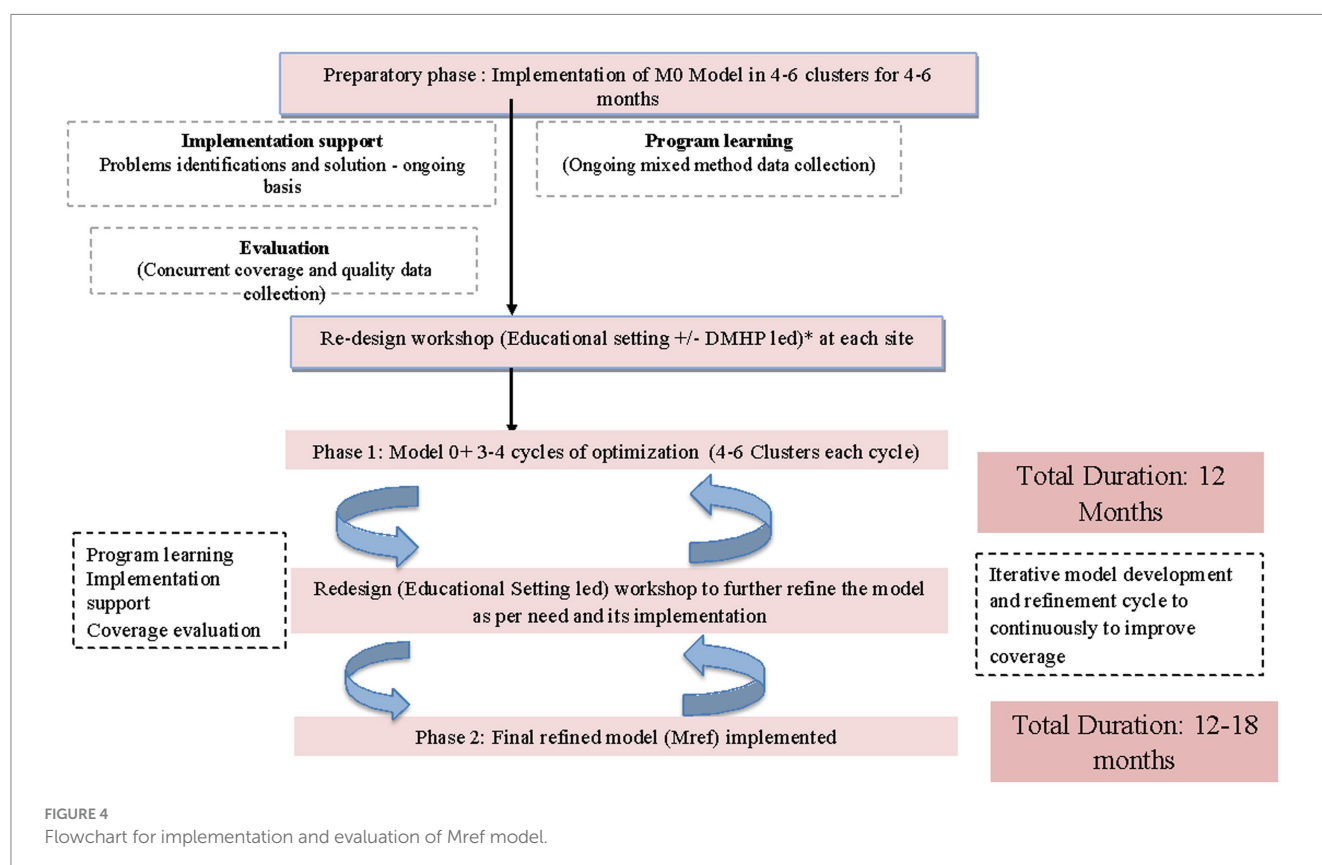 Preparatory phase : Implementation of M0 Model in 4-6 clusters for 4-6
months
Implementation support
Problems identifications and solution - ongoing
basis
Program learning
(Ongoing mixed method data collection)
Evaluation
(Concurrent coverage and quality data
collection)
Re-design workshop (Educational setting +/- DMHP led)* at each site
Phase 1: Model 0+ 3-4 cycles of optimization (4-6 Clusters each cycle)
Total Duration: 12
Months
Program learning
Implementation
support
Coverage evaluation
Redesign (Educational Setting led) workshop to further refine the model
as per need and its implementation
Iterative model development
and refinement cycle to
continuously to improve
coverage
Phase 2: Final refined model (Mref) implemented
Total Duration: 12-18
months
FIGURE 4
Flowchart for implementation and evaluation of Mref model.